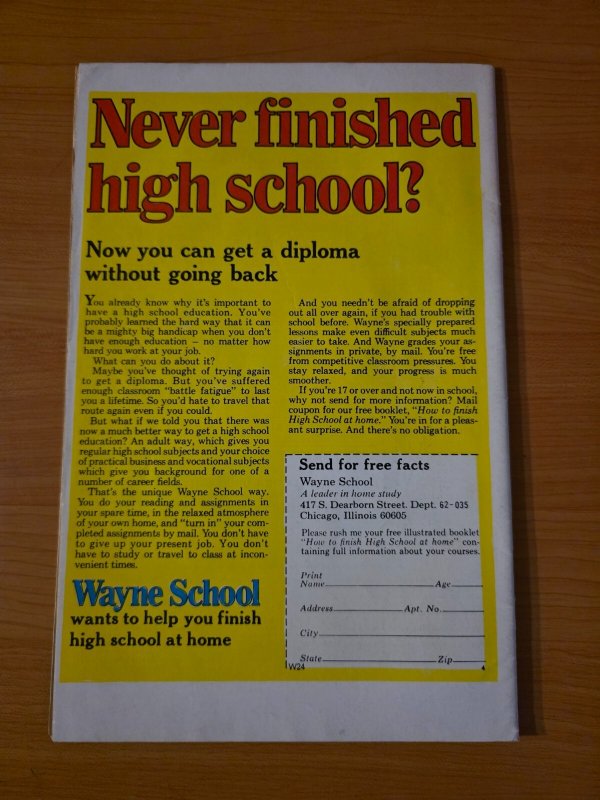 Never finished
high school?
Now you can get a diploma
without going back
You already know why it's important to
have a high school education. You've
probably learned the hard way that it can
be a mighty big handicap when you don't
have enough education – no matter how
hard you work at your job.
What can you do about it?
Maybe you've thought of trying again
to get a diploma. But you've suffered
enough classroom "battle fatigue" to last
you a lifetime. So you'd hate to travel that
route again even if you could.
But what if we told you that there was
now a much better way to get a high school
education? An adult way, which gives you
regular high school subjects and your choice
of practical business and vocational subjects
which give you background for one of a
number of career fields.
That's the unique Wayne School way.
You do your reading and assignments in
your spare time, in the relaxed atmosphere
of your own home, and "turn in" your com-
pleted assignments by mail. You don't have
to give up your present job. You don't
have to study or travel to class at incon-
venient times.
Wayne School
wants to help you finish
high school at home
And you needn't be afraid of dropping
out all over again, if you had trouble with
school before. Wayne's specially prepared
lessons make even difficult subjects much
easier to take. And Wayne grades your as-
signments in private, by mail. You're free
from competitive classroom pressures. You
stay relaxed, and your progress is much
smoother.
If you're 17 or over and not now in school,
why not send for more information? Mail
coupon for our free booklet, "How to finish
High School at home." You're in for a pleas-
ant surprise. And there's no obligation.
Send for free facts
Wayne School
A leader in home study
417 S. Dearborn Street. Dept. 62-035
Chicago, Illinois 60605
Please rush me your free illustrated booklet
"How to finish High School at home" con-
taining full information about your courses.
Print
Name Age
Address Apt. No.
City
State Zip
W24 4